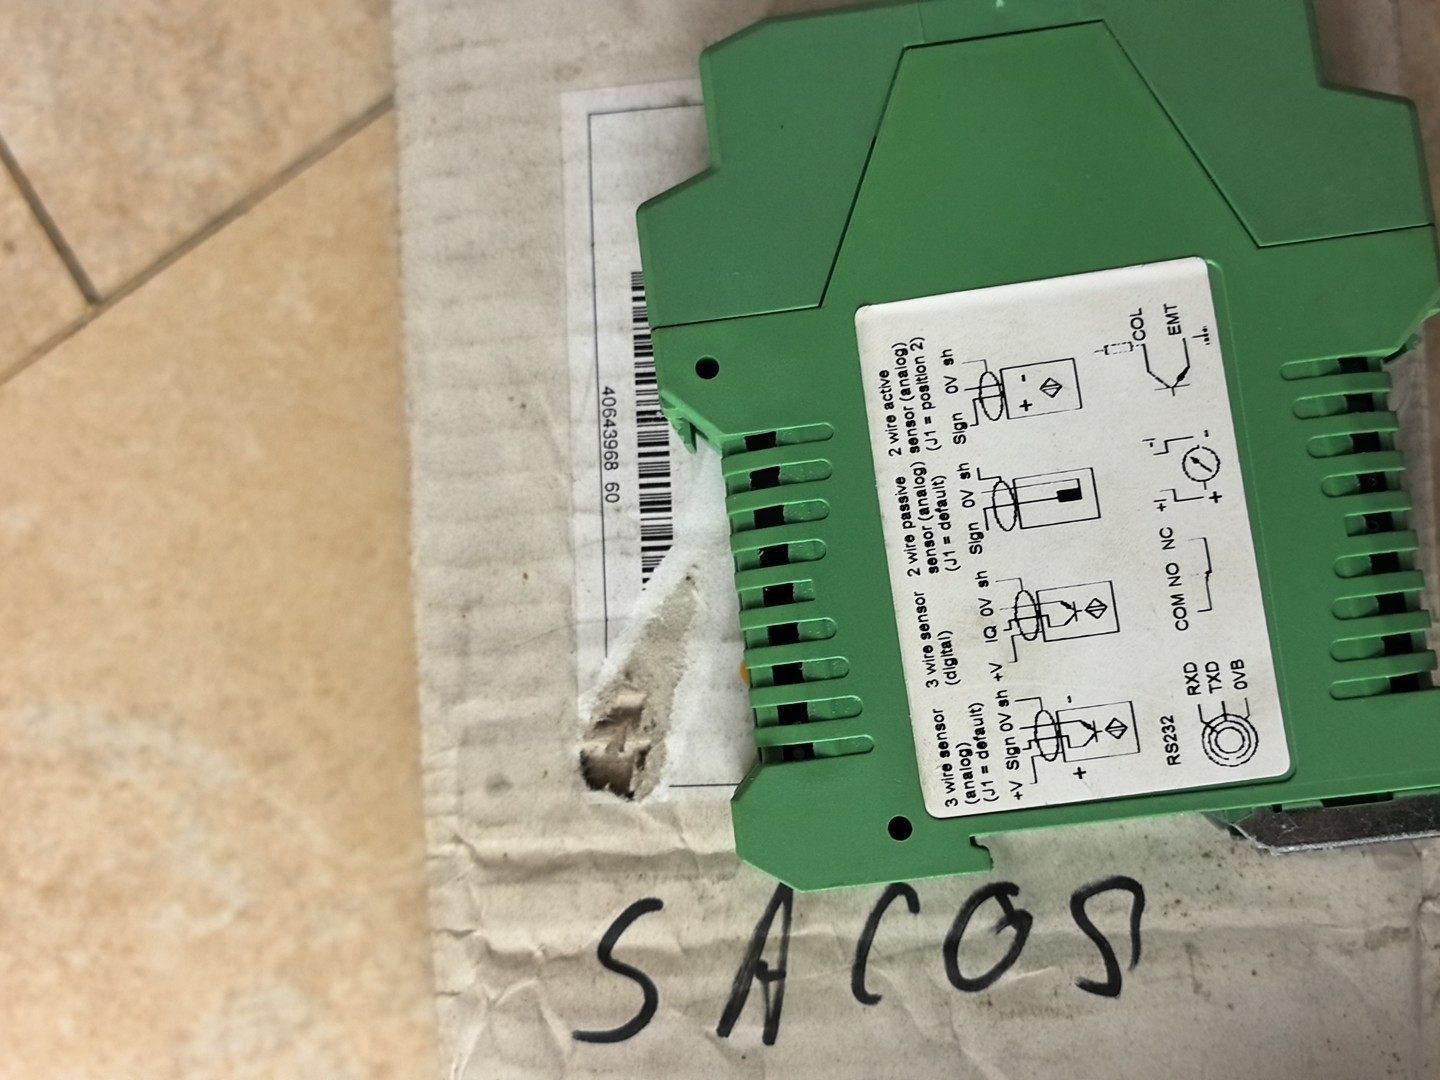 3 wire sensor
(analog)
(J1 = default)
+V Sign 0V sh
+ -
3 wire sensor
(digital)
+V IQ 0V sh
2 wire passive
sensor (analog)
(J1 = default)
Sign 0V sh
2 wire active
sensor (analog)
(J1 = position 2)
Sign 0V sh
+ -
RS232
RXD
TXD
0VB
COM NO NC
+I -I
+ -
COL
EMT
40643968 60
SACOS